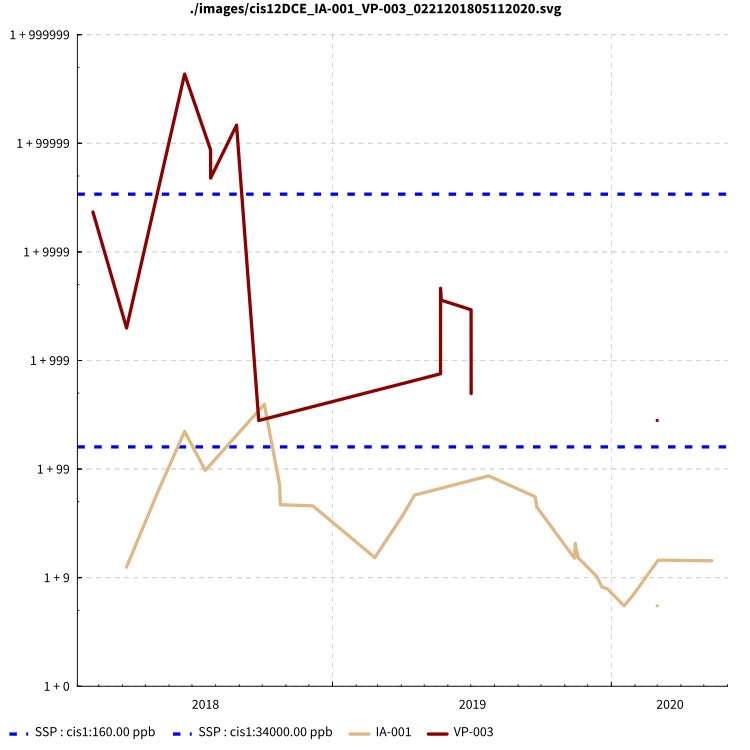 ./images/cis12DCE_IA-001_VP-003_0221201805112020.svg
1 + 999999
1 + 99999
1 + 9999
1 + 999
1 + 99
1 + 9
1 + 0
2018 2019 2020
SSP : cis1:160.00 ppb SSP : cis1:34000.00 ppb IA-001 VP-003